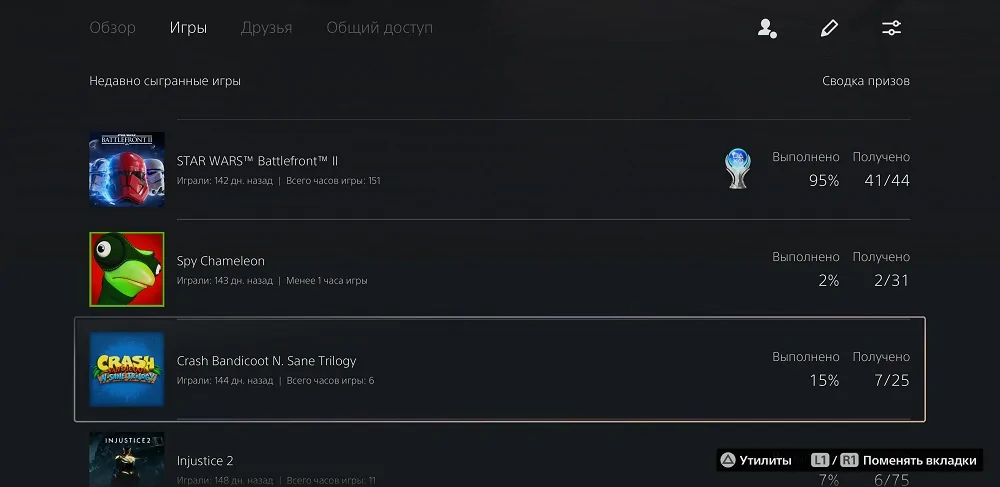 Обзор Игры Друзья Общий доступ
Недавно сыгранные игры Сводка призов
BATTLEFRONT II
STAR WARS™ Battlefront™ II
Играли: 142 дн. назад | Всего часов игры: 151
Выполнено Получено
95% 41/44
Spy Chameleon
Играли: 143 дн. назад | Менее 1 часа игры
Выполнено Получено
2% 2/31
CRASH
BANDICOOT
N. SANE TRILOGY
Crash Bandicoot N. Sane Trilogy
Играли: 144 дн. назад | Всего часов игры: 6
Выполнено Получено
15% 7/25
INJUSTICE 2
Injustice 2
Играли: 148 дн. назад | Всего часов игры: 11
7% 6/75
Утилиты L1 / R1 Поменять вкладки